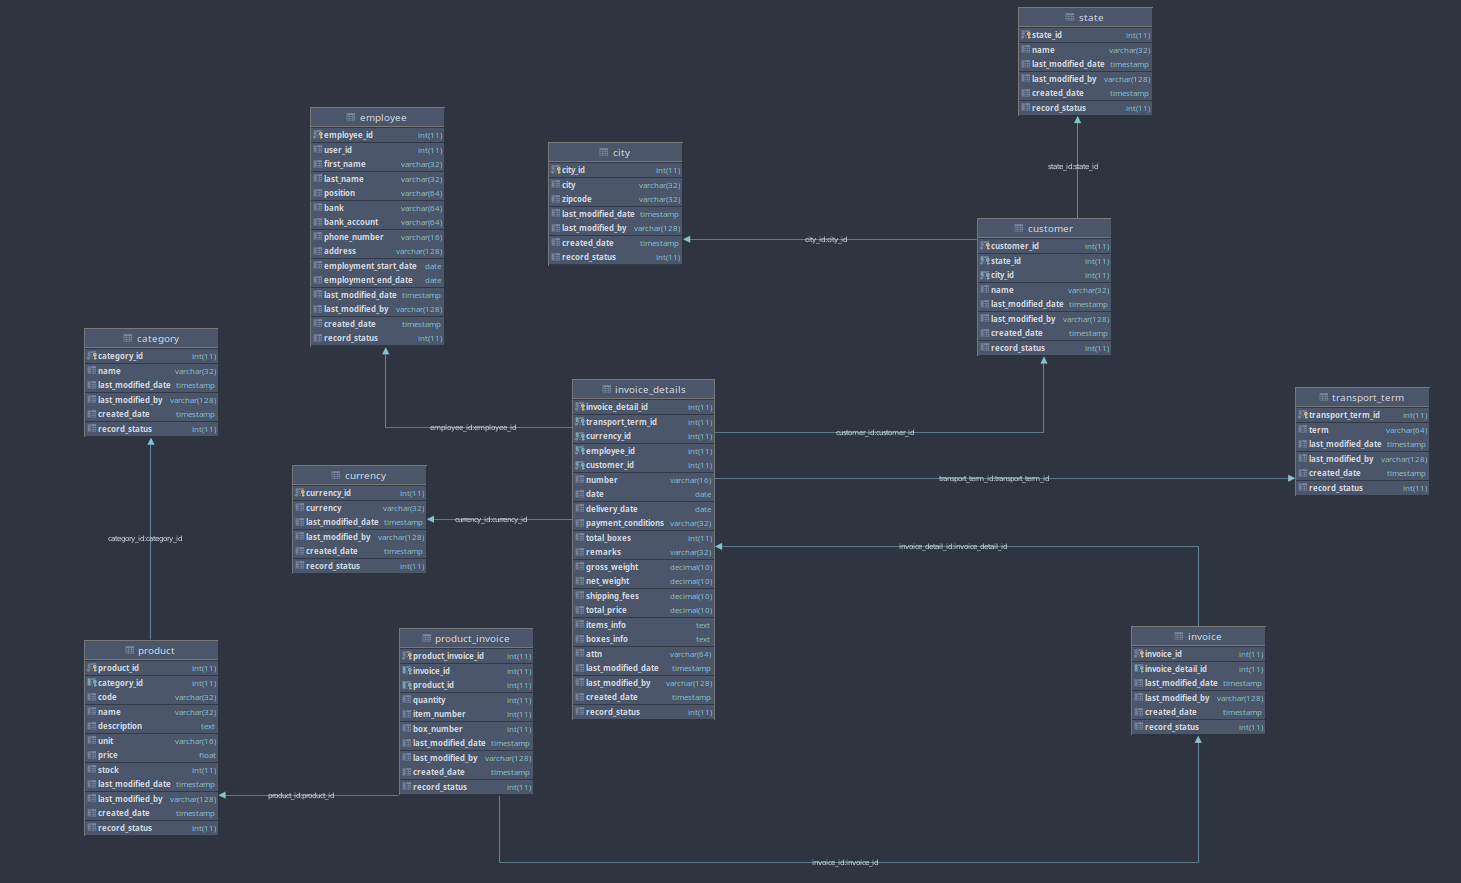 state
state_id int(11)
name varchar(32)
last_modified_date timestamp
last_modified_by varchar(128)
created_date timestamp
record_status int(11)
state_id:state_id
employee
employee_id int(11)
user_id int(11)
first_name varchar(32)
last_name varchar(32)
position varchar(64)
bank varchar(64)
bank_account varchar(64)
phone_number varchar(16)
address varchar(128)
employment_start_date date
employment_end_date date
last_modified_date timestamp
last_modified_by varchar(128)
created_date timestamp
record_status int(11)
city
city_id int(11)
city varchar(32)
zipcode varchar(32)
last_modified_date timestamp
last_modified_by varchar(128)
created_date timestamp
record_status int(11)
city_id:city_id
customer
customer_id int(11)
state_id int(11)
city_id int(11)
name varchar(32)
last_modified_date timestamp
last_modified_by varchar(128)
created_date timestamp
record_status int(11)
category
category_id int(11)
name varchar(32)
last_modified_date timestamp
last_modified_by varchar(128)
created_date timestamp
record_status int(11)
category_id:category_id
employee_id:employee_id
invoice_details
invoice_detail_id int(11)
transport_term_id int(11)
currency_id int(11)
employee_id int(11)
customer_id int(11)
number varchar(16)
date date
delivery_date date
payment_conditions varchar(32)
total_boxes int(11)
remarks varchar(32)
gross_weight decimal(10)
net_weight decimal(10)
shipping_fees decimal(10)
total_price decimal(10)
items_info text
boxes_info text
attn varchar(64)
last_modified_date timestamp
last_modified_by varchar(128)
created_date timestamp
record_status int(11)
customer_id:customer_id
transport_term_id:transport_term_id
transport_term
transport_term_id int(11)
term varchar(64)
last_modified_date timestamp
last_modified_by varchar(128)
created_date timestamp
record_status int(11)
currency
currency_id int(11)
currency varchar(32)
last_modified_date timestamp
last_modified_by varchar(128)
created_date timestamp
record_status int(11)
currency_id:currency_id
invoice_detail_id:invoice_detail_id
product
product_id int(11)
category_id int(11)
code varchar(32)
name varchar(32)
description text
unit varchar(16)
price float
stock int(11)
last_modified_date timestamp
last_modified_by varchar(128)
created_date timestamp
record_status int(11)
product_id:product_id
product_invoice
product_invoice_id int(11)
invoice_id int(11)
product_id int(11)
quantity int(11)
item_number int(11)
box_number int(11)
last_modified_date timestamp
last_modified_by varchar(128)
created_date timestamp
record_status int(11)
invoice
invoice_id int(11)
invoice_detail_id int(11)
last_modified_date timestamp
last_modified_by varchar(128)
created_date timestamp
record_status int(11)
invoice_id:invoice_id